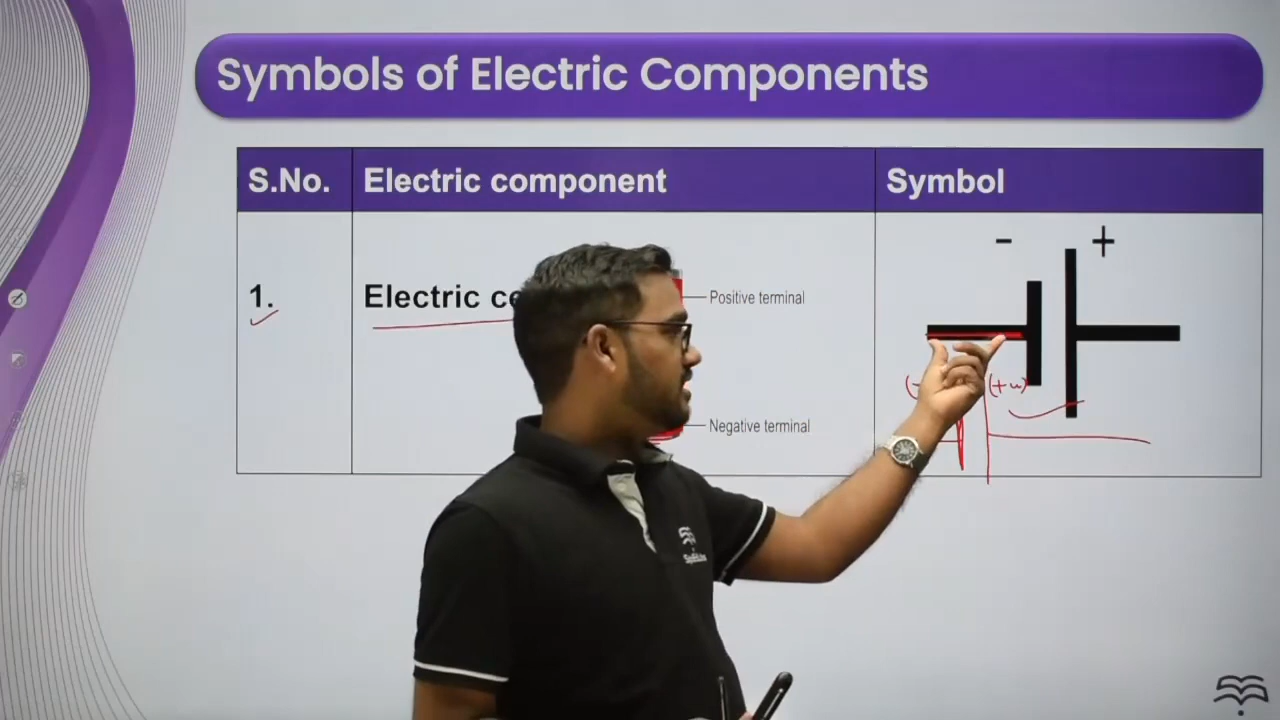 Symbols of Electric Components
S.No. Electric component Symbol
- +
1. Electric ce
Positive terminal
(+ve)
Negative terminal